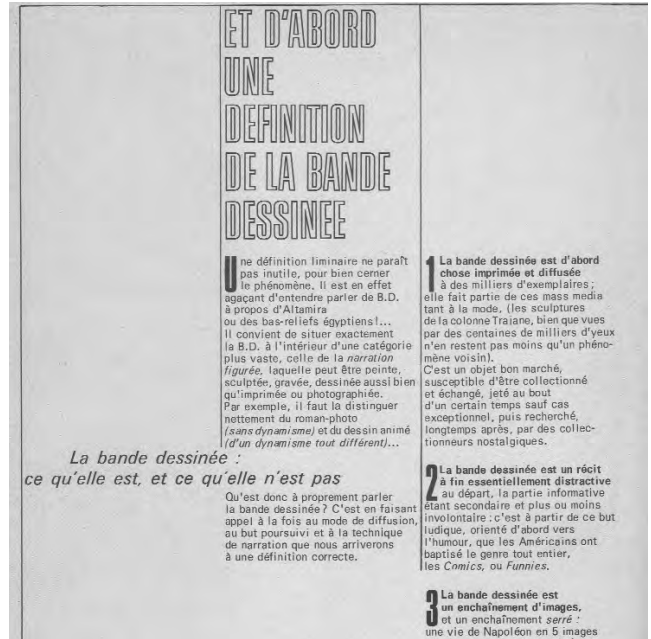 ET D'ABORD
UNE
DEFINITION
DE LA BANDE
DESSINEE
Une définition liminaire ne paraît
pas inutile, pour bien cerner
le phénomène. Il est en effet
agaçant d'entendre parler de B.D.
à propos d'Altamira
ou des bas-reliefs égyptiens !...
Il convient de situer exactement
la B.D. à l'intérieur d'une catégorie
plus vaste, celle de la narration
figurée, laquelle peut être peinte,
sculptée, gravée, dessinée aussi bien
qu'imprimée ou photographiée.
Par exemple, il faut la distinguer
nettement du roman-photo
(sans dynamisme) et du dessin animé
(d'un dynamisme tout différent)...
La bande dessinée :
ce qu'elle est, et ce qu'elle n'est pas
Qu'est donc à proprement parler
la bande dessinée ? C'est en faisant
appel à la fois au mode de diffusion,
au but poursuivi et à la technique
de narration que nous arriverons
à une définition correcte.
1 La bande dessinée est d'abord
chose imprimée et diffusée
à des milliers d'exemplaires ;
elle fait partie de ces mass media
tant à la mode, (les sculptures
de la colonne Traiane, bien que vues
par des centaines de milliers d'yeux
n'en restent pas moins qu'un phéno-
mène voisin).
C'est un objet bon marché,
susceptible d'être collectionné
et échangé, jeté au bout
d'un certain temps sauf cas
exceptionnel, puis recherché,
longtemps après, par des collec-
tionneurs nostalgiques.
2 La bande dessinée est un récit
à fin essentiellement distractive
au départ, la partie informative
étant secondaire et plus ou moins
involontaire : c'est à partir de ce but
ludique, orienté d'abord vers
l'humour, que les Américains ont
baptisé le genre tout entier,
les Comics, ou Funnies.
3 La bande dessinée est
un enchaînement d'images,
et un enchaînement serré :
une vie de Napoléon en 5 images